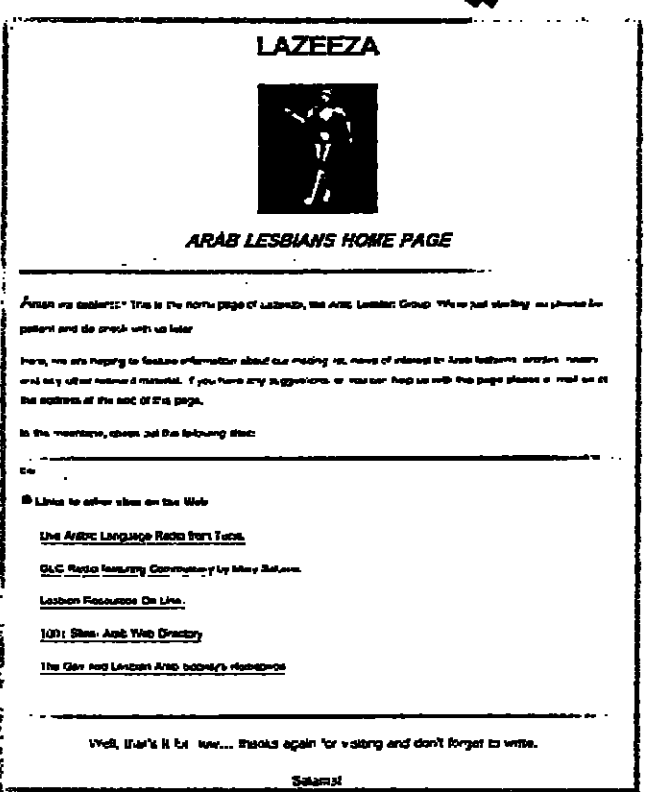 LAZEEZA
ARAB LESBIANS HOME PAGE
This is the home page of Lazeeza, the Arab Lesbian Group. We're just starting, so please be
patient and do check with us later
Here, we are hoping to feature information about our mailing list, news of interest to Arab lesbians, articles,
and any other relevant material. If you have any suggestions or you can help us with this page please e-mail us at
the address at the end of this page.
In the meantime, check out the following sites:
Links to other sites on the Web
Live Arabic Language Radio from
GLC Radio featuring Commentary by
Lesbian Resources On Line.
1001 Sites: Arab Web Directory
The Gay and Lesbian Arab Society's Homepage
Well, that's it for now.... thanks again for visiting and don't forget to write.
Salamat